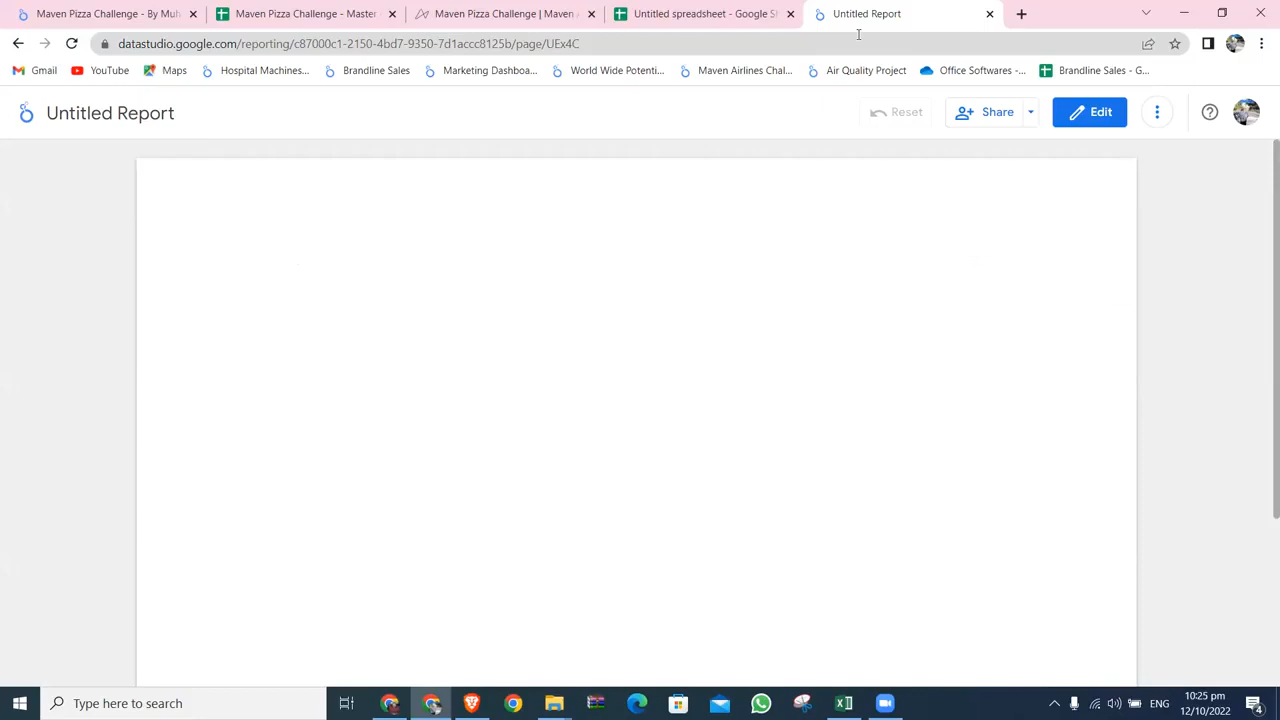 Maven Pizza Challenge - By Muh
Maven Pizza Challenge - Master
Maven Pizza Challenge | Maven A
Untitled spreadsheet - Google Sh
Untitled Report
datastudio.google.com/reporting/c87000c1-2150-4bd7-9350-7d1accc8125b/page/UEx4C
Gmail
YouTube
Maps
Hospital Machines...
Brandline Sales
Marketing Dashboa...
World Wide Potenti...
Maven Airlines Chal...
Air Quality Project
Office Softwares -...
Brandline Sales - G...
Untitled Report
Reset
Share
Edit
Type here to search
ENG
10:25 pm
12/10/2022
4